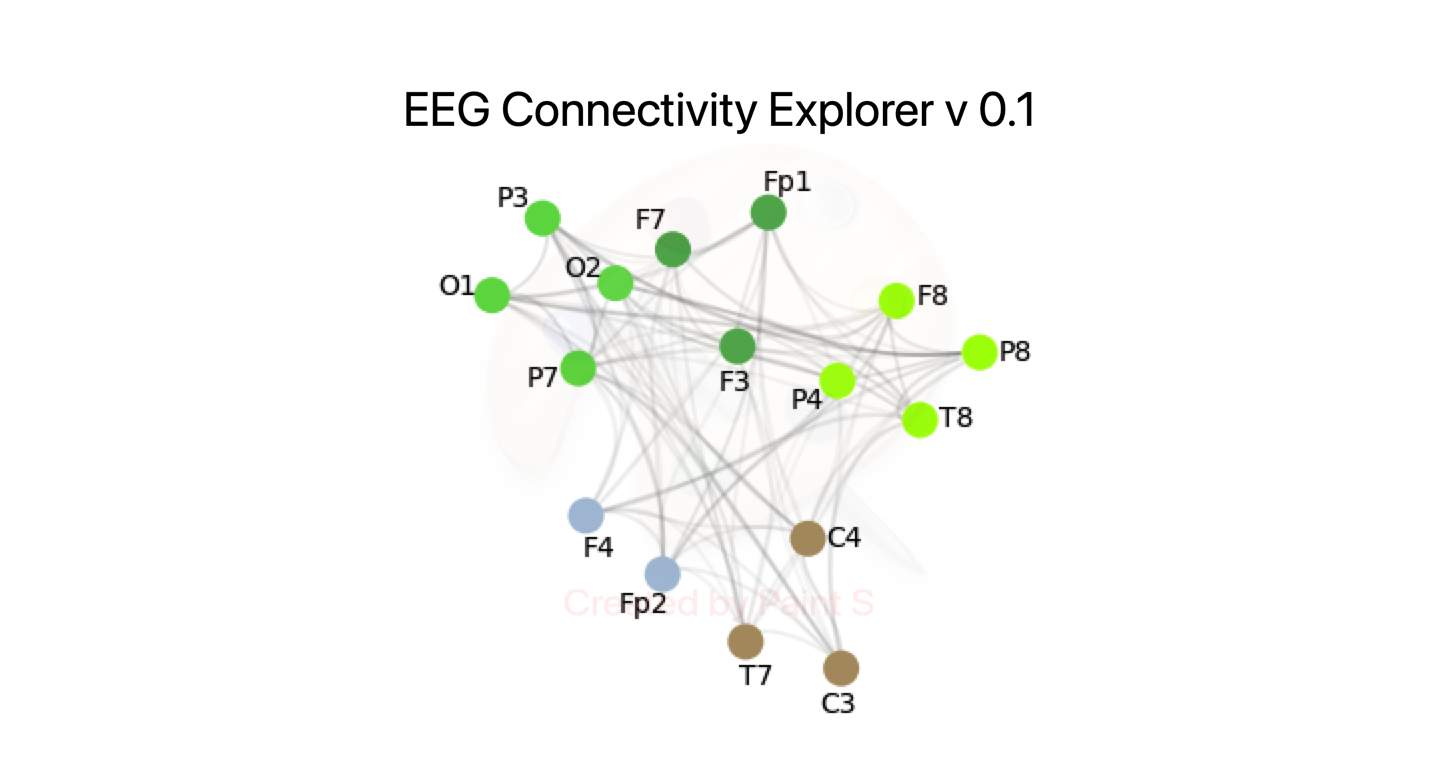 EEG Connectivity Explorer v 0.1
Fp1
P3
F7
O2
O1
F8
P8
P7
F3
P4
T8
F4
C4
Fp2
Created by Paint S
T7
C3